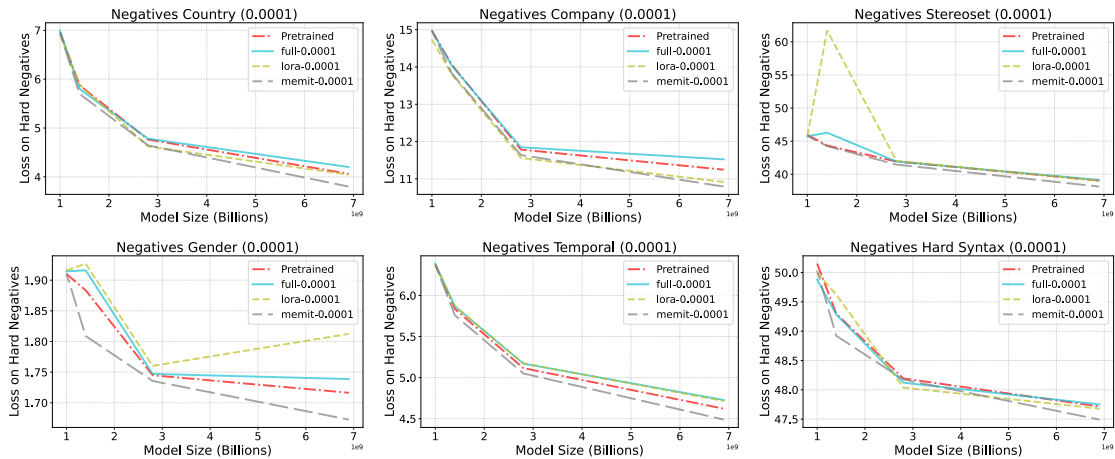 Negatives Country (0.0001)
Loss on Hard Negatives
7
6
5
4
Pretrained
full-0.0001
lora-0.0001
memit-0.0001
1 2 3 4 5 6 7
1e9
Model Size (Billions)
Negatives Company (0.0001)
Loss on Hard Negatives
15
14
13
12
11
Pretrained
full-0.0001
lora-0.0001
memit-0.0001
1 2 3 4 5 6 7
1e9
Model Size (Billions)
Negatives Stereoset (0.0001)
Loss on Hard Negatives
60
55
50
45
40
Pretrained
full-0.0001
lora-0.0001
memit-0.0001
1 2 3 4 5 6 7
1e9
Model Size (Billions)
Negatives Gender (0.0001)
Loss on Hard Negatives
1.90
1.85
1.80
1.75
1.70
Pretrained
full-0.0001
lora-0.0001
memit-0.0001
1 2 3 4 5 6 7
1e9
Model Size (Billions)
Negatives Temporal (0.0001)
Loss on Hard Negatives
6.0
5.5
5.0
4.5
Pretrained
full-0.0001
lora-0.0001
memit-0.0001
1 2 3 4 5 6 7
1e9
Model Size (Billions)
Negatives Hard Syntax (0.0001)
Loss on Hard Negatives
50.0
49.5
49.0
48.5
48.0
47.5
Pretrained
full-0.0001
lora-0.0001
memit-0.0001
1 2 3 4 5 6 7
1e9
Model Size (Billions)